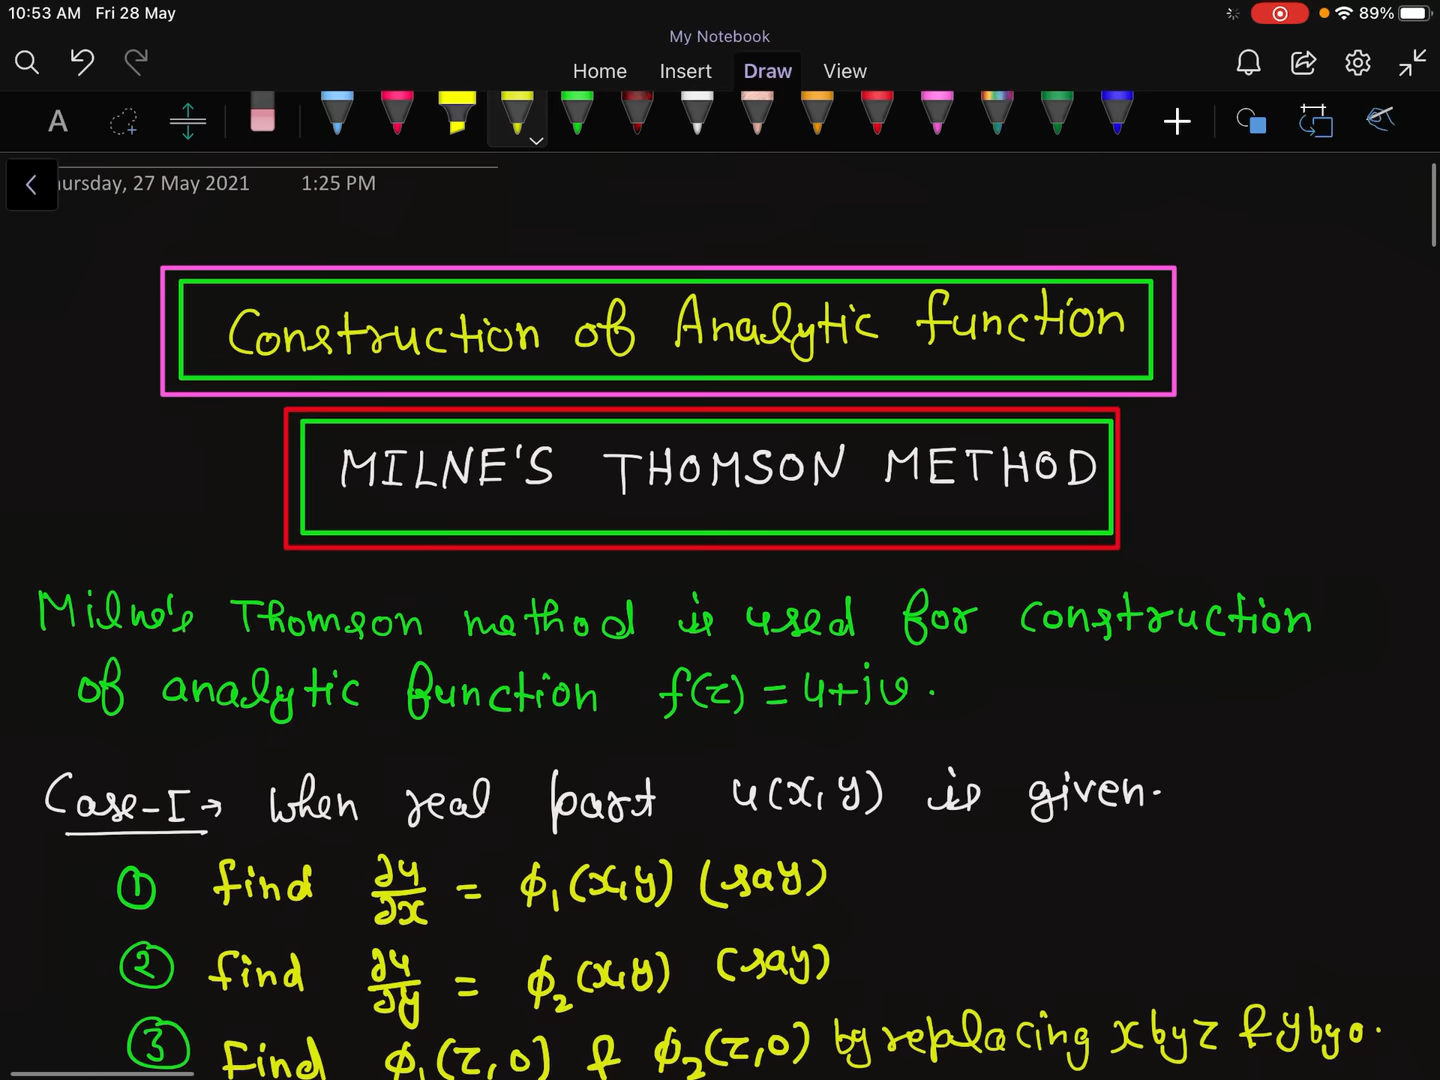 10:53 AM Fri 28 May 89%
My Notebook
Home Insert Draw View
A
ursday, 27 May 2021 1:25 PM
Construction of Analytic function
MILNE'S THOMSON METHOD
Milne's Thomson method is used for construction
of analytic function f(z) = u+iv.
Case-I → When real part u(x,y) is given.
① find ∂u/∂x = ϕ₁(x,y) (say)
② find ∂u/∂y = ϕ₂(x,y) (say)
③ Find ϕ₁(z,0) & ϕ₂(z,0) by replacing x by z & y by 0.